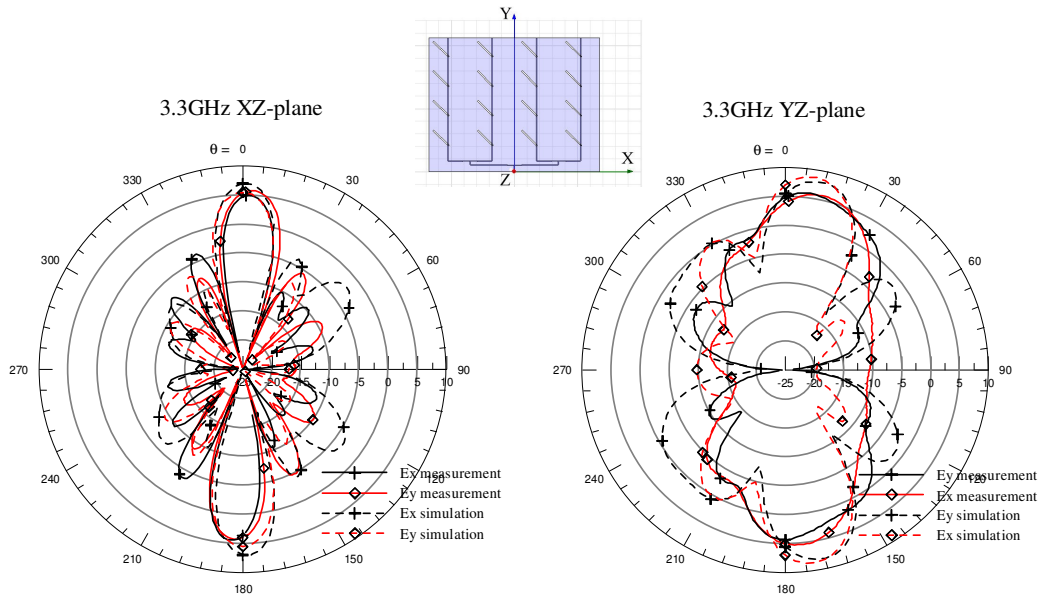 Y
X
Z
3.3GHz XZ-plane
3.3GHz YZ-plane
θ = 0
30
60
90
120
150
180
210
240
270
300
330
-25 -20 -15 -10 -5 0 5 10
Ex measurement
Ey measurement
Ex simulation
Ey simulation
θ = 0
30
60
90
120
150
180
210
240
270
300
330
-25 -20 -15 -10 -5 0 5 10
Ey measurement
Ex measurement
Ey simulation
Ex simulation